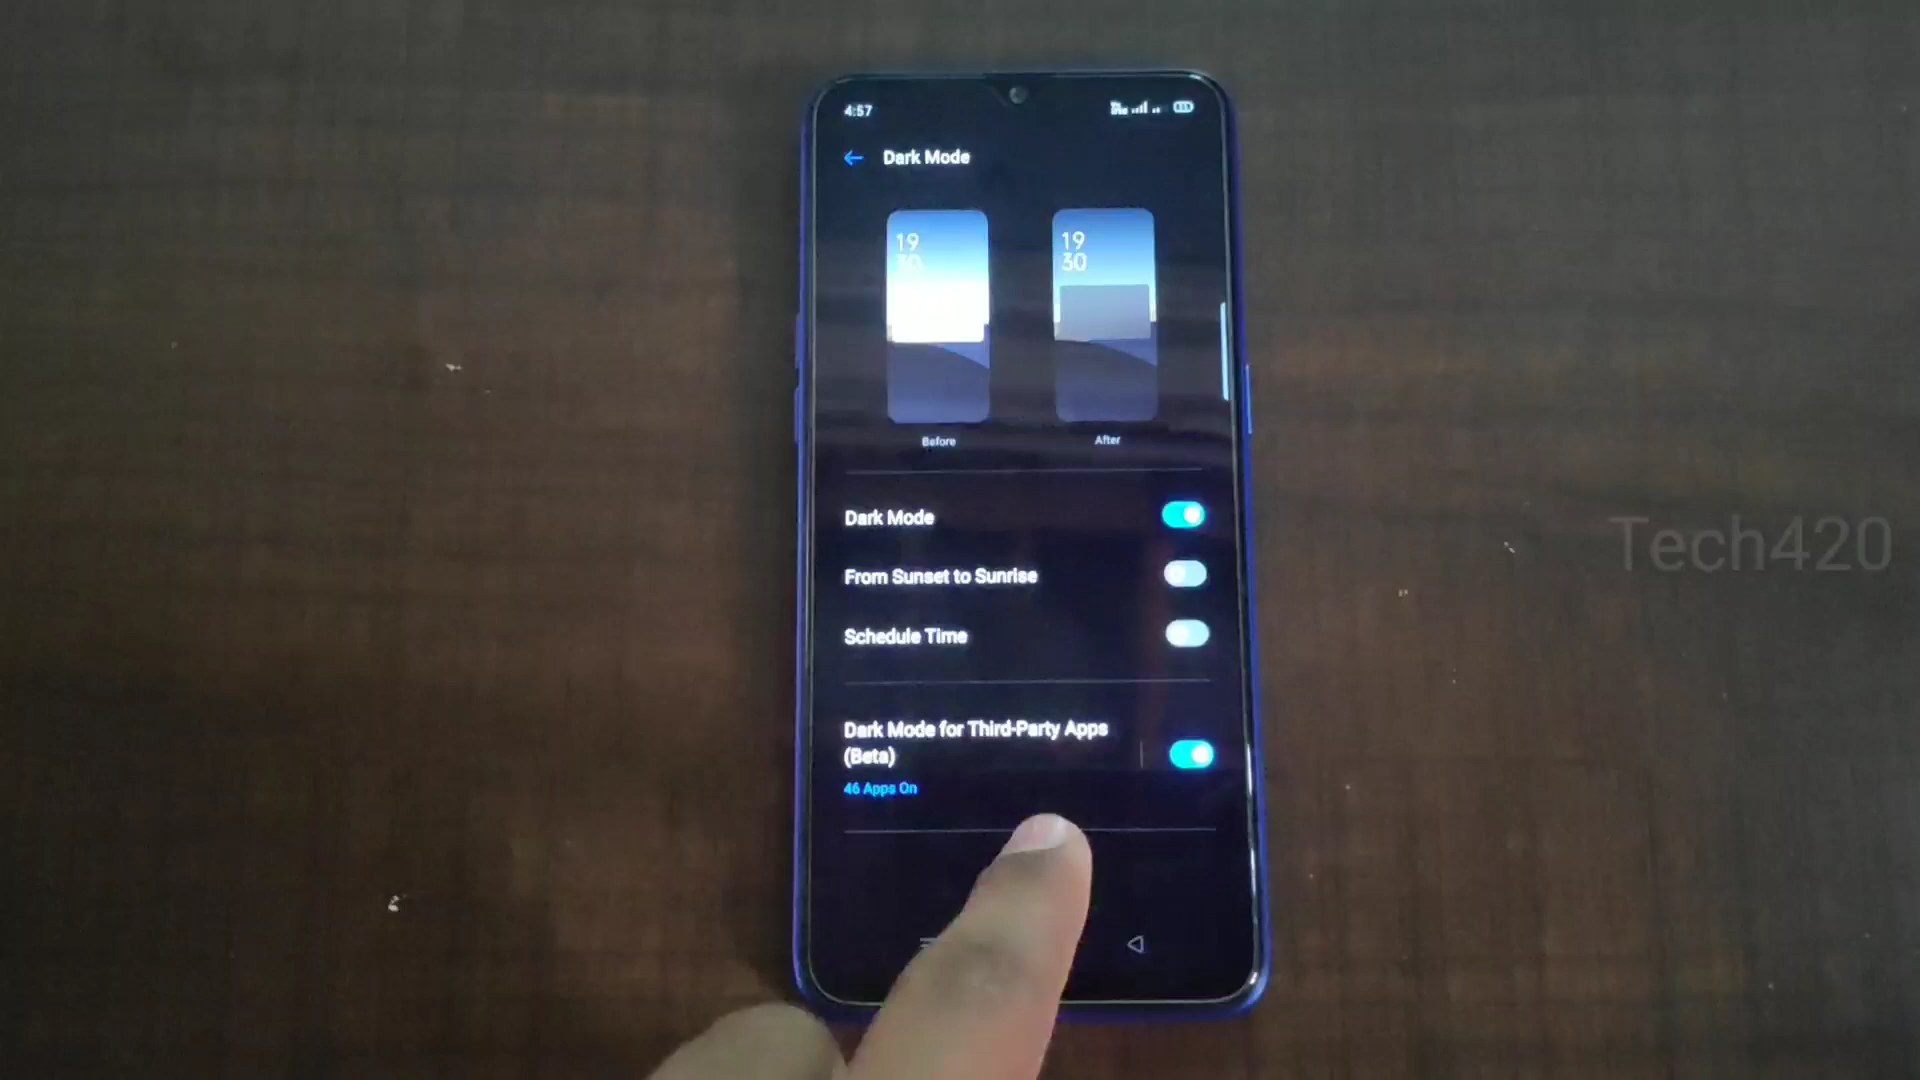 4:57
Dark Mode
19
30
19
30
Before
After
Dark Mode
From Sunset to Sunrise
Schedule Time
Dark Mode for Third-Party Apps
(Beta)
46 Apps On
Tech420